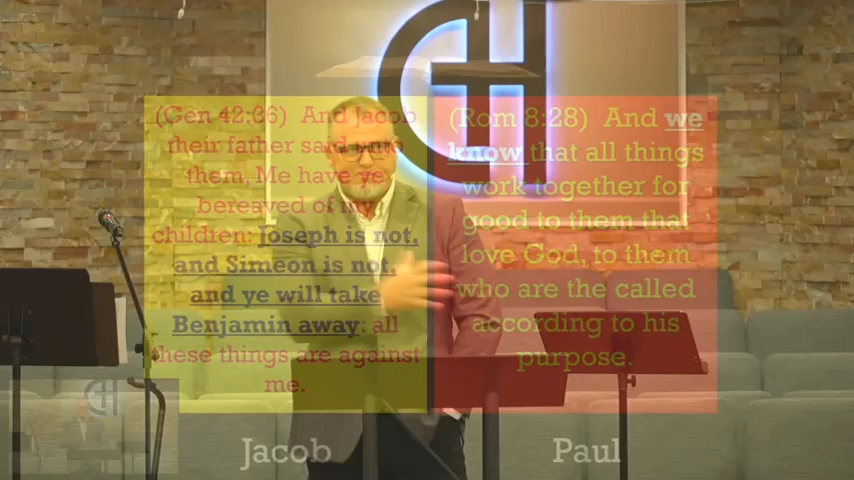 (Gen 42:36) And Jacob
their father said unto
them, Me have ye
bereaved of my
children: Joseph is not,
and Simeon is not,
and ye will take
Benjamin away: all
these things are against
me.
Jacob
(Rom 8:28) And we
know that all things
work together for
good to them that
love God, to them
who are the called
according to his
purpose.
Paul